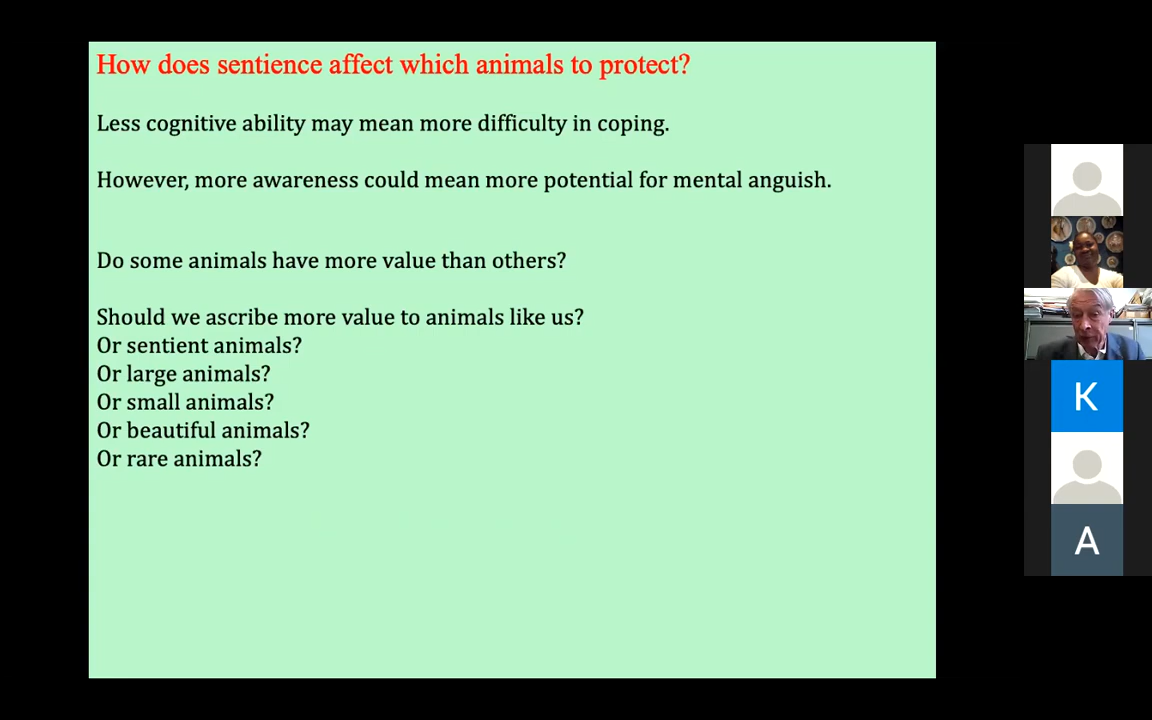 How does sentience affect which animals to protect?
Less cognitive ability may mean more difficulty in coping.
However, more awareness could mean more potential for mental anguish.
Do some animals have more value than others?
Should we ascribe more value to animals like us?
Or sentient animals?
Or large animals?
Or small animals?
Or beautiful animals?
Or rare animals?
K
A